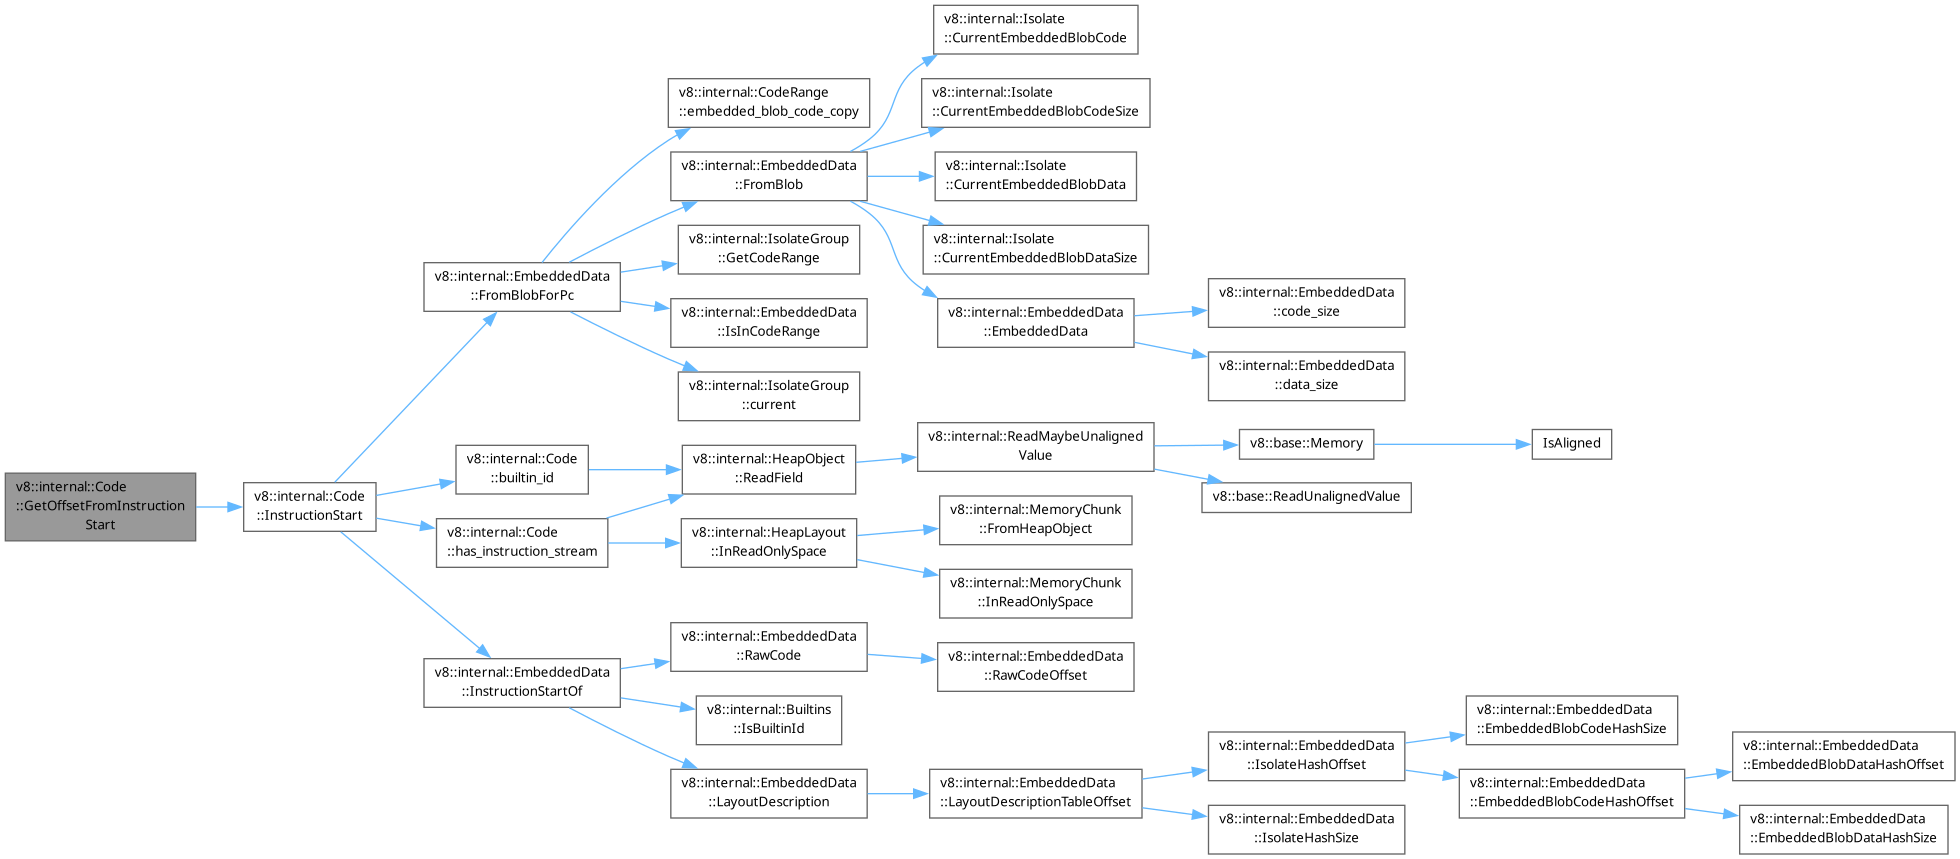 v8::internal::Code
::GetOffsetFromInstruction
Start
v8::internal::Code
::InstructionStart
v8::internal::EmbeddedData
::FromBlobForPc
v8::internal::CodeRange
::embedded_blob_code_copy
v8::internal::EmbeddedData
::FromBlob
v8::internal::Isolate
::CurrentEmbeddedBlobCode
v8::internal::Isolate
::CurrentEmbeddedBlobCodeSize
v8::internal::Isolate
::CurrentEmbeddedBlobData
v8::internal::Isolate
::CurrentEmbeddedBlobDataSize
v8::internal::EmbeddedData
::EmbeddedData
v8::internal::EmbeddedData
::code_size
v8::internal::EmbeddedData
::data_size
v8::internal::IsolateGroup
::GetCodeRange
v8::internal::EmbeddedData
::IsInCodeRange
v8::internal::IsolateGroup
::current
v8::internal::Code
::builtin_id
v8::internal::HeapObject
::ReadField
v8::internal::ReadMaybeUnaligned
Value
v8::base::Memory
IsAligned
v8::base::ReadUnalignedValue
v8::internal::Code
::has_instruction_stream
v8::internal::HeapLayout
::InReadOnlySpace
v8::internal::MemoryChunk
::FromHeapObject
v8::internal::MemoryChunk
::InReadOnlySpace
v8::internal::EmbeddedData
::InstructionStartOf
v8::internal::EmbeddedData
::RawCode
v8::internal::EmbeddedData
::RawCodeOffset
v8::internal::Builtins
::IsBuiltinId
v8::internal::EmbeddedData
::LayoutDescription
v8::internal::EmbeddedData
::LayoutDescriptionTableOffset
v8::internal::EmbeddedData
::IsolateHashOffset
v8::internal::EmbeddedData
::EmbeddedBlobCodeHashSize
v8::internal::EmbeddedData
::EmbeddedBlobCodeHashOffset
v8::internal::EmbeddedData
::EmbeddedBlobDataHashOffset
v8::internal::EmbeddedData
::EmbeddedBlobDataHashSize
v8::internal::EmbeddedData
::IsolateHashSize